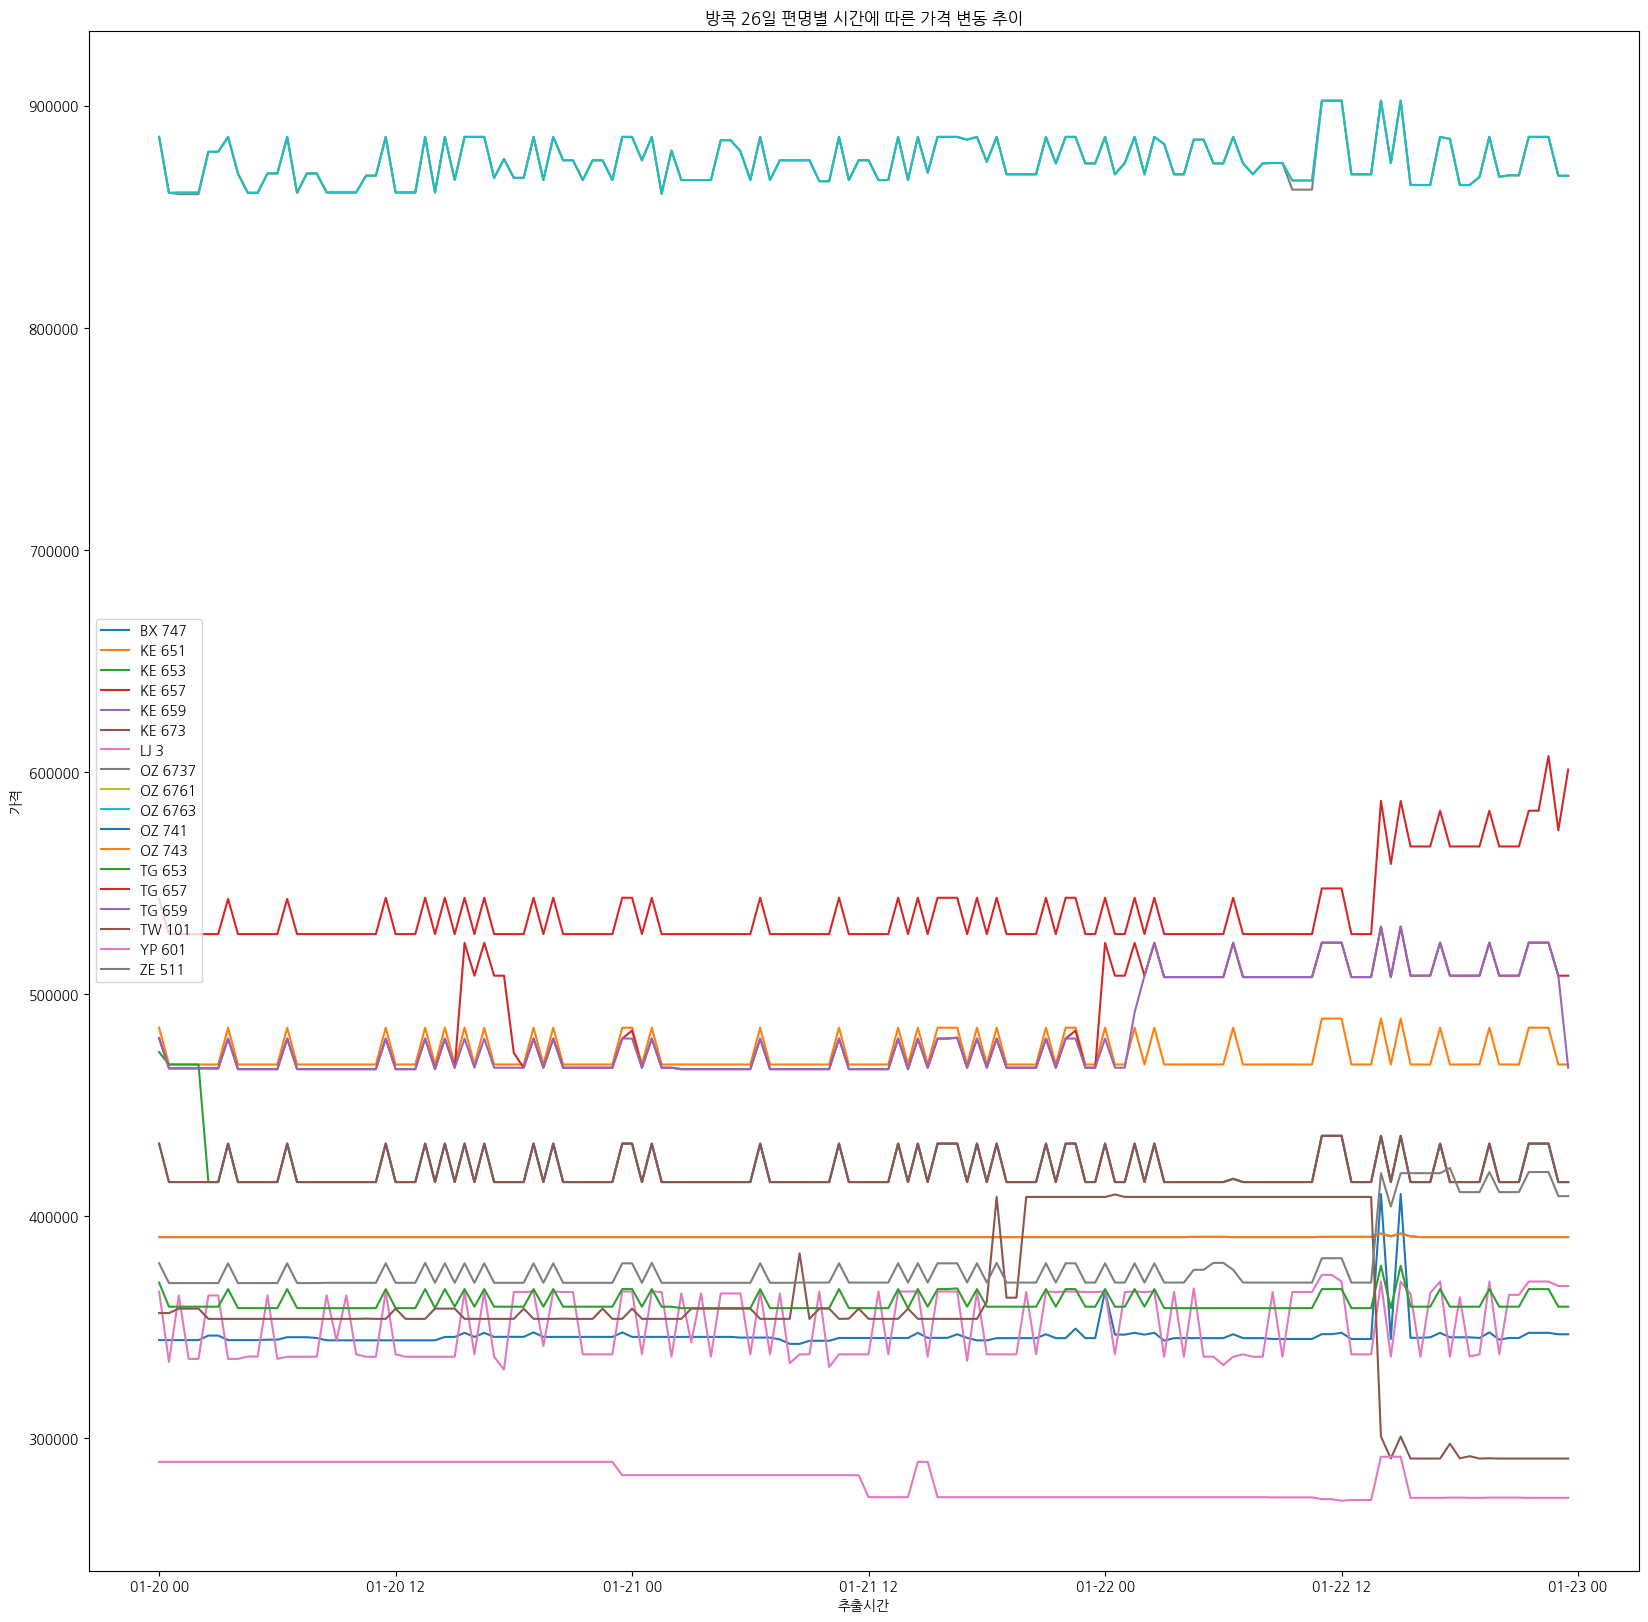 방콕 26일 편명별 시간에 따른 가격 변동 추이
900000
800000
700000
600000
500000
400000
300000
가격
BX 747
KE 651
KE 653
KE 657
KE 659
KE 673
LJ 3
OZ 6737
OZ 6761
OZ 6763
OZ 741
OZ 743
TG 653
TG 657
TG 659
TW 101
YP 601
ZE 511
01-20 00
01-20 12
01-21 00
01-21 12
01-22 00
01-22 12
01-23 00
추출시간